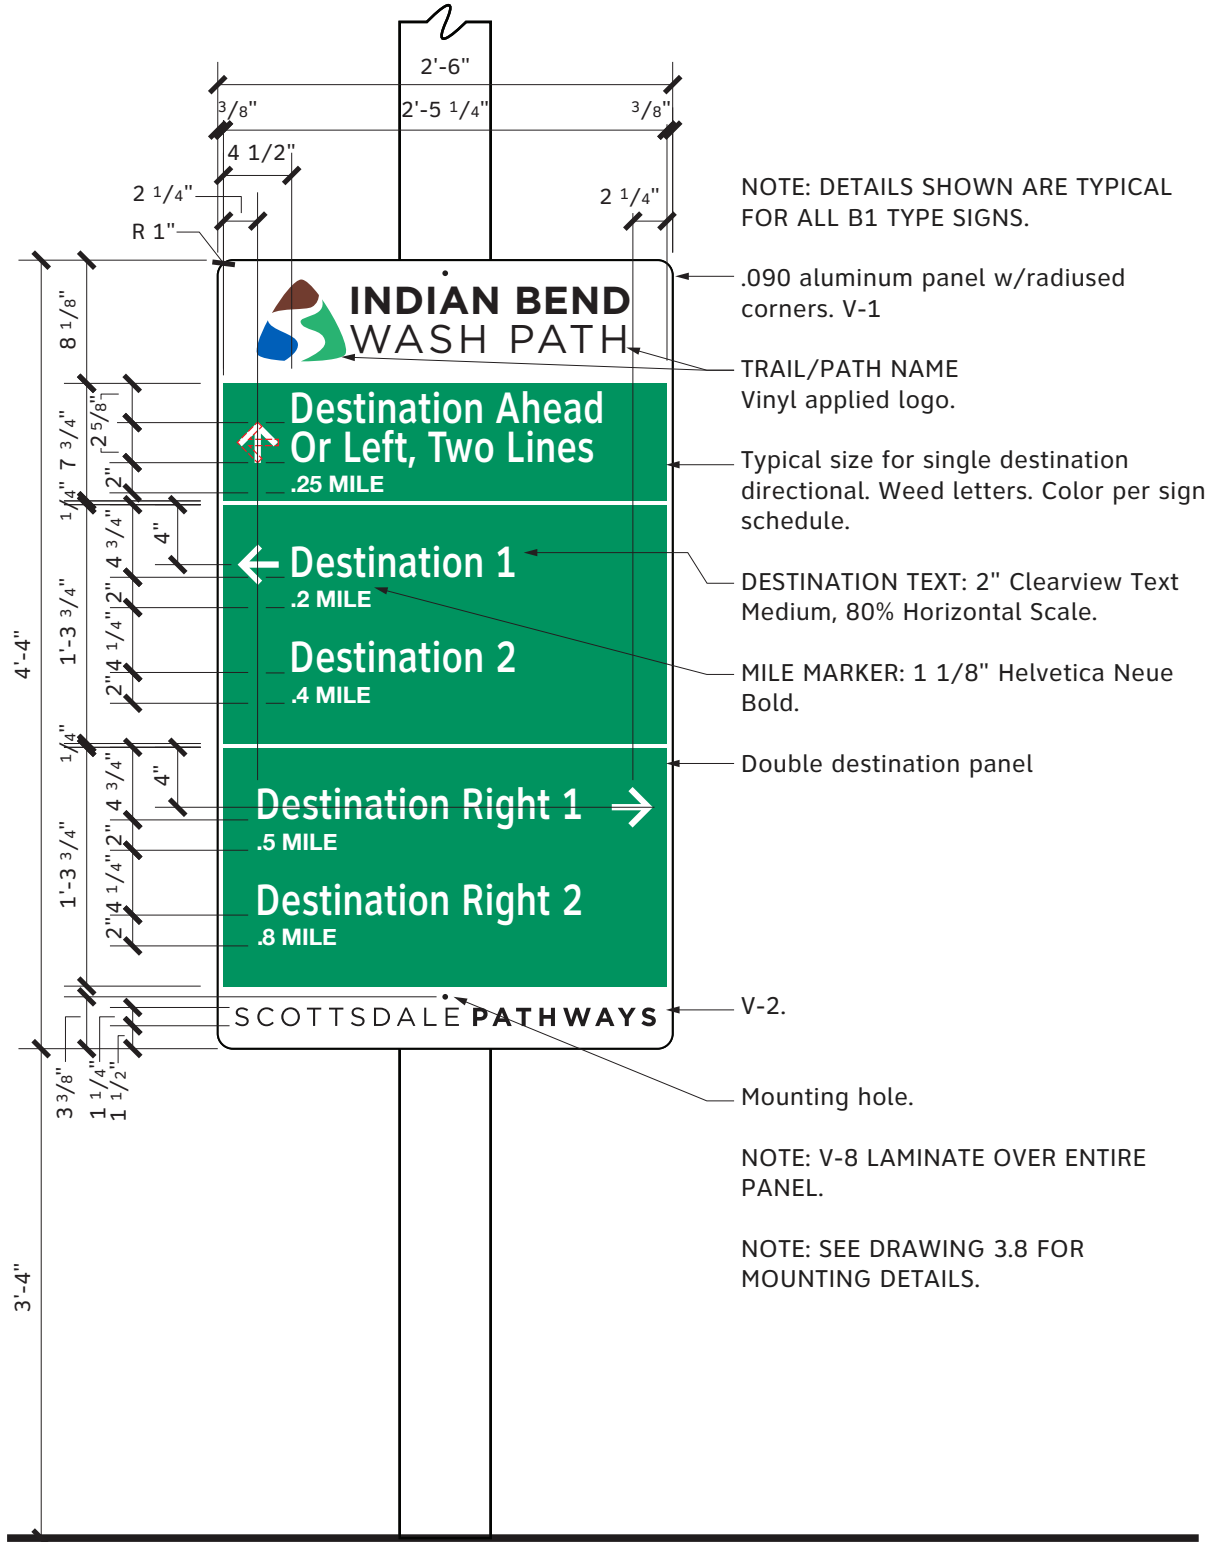 2'-6"
3/8"
2'-5 1/4"
3/8"
4 1/2"
2 1/4"
2 1/4"
R 1"
NOTE: DETAILS SHOWN ARE TYPICAL
FOR ALL B1 TYPE SIGNS.
.090 aluminum panel w/radiused
corners. V-1
TRAIL/PATH NAME
Vinyl applied logo.
Typical size for single destination
directional. Weed letters. Color per sign
schedule.
DESTINATION TEXT: 2" Clearview Text
Medium, 80% Horizontal Scale.
MILE MARKER: 1 1/8" Helvetica Neue
Bold.
Double destination panel
V-2.
Mounting hole.
NOTE: V-8 LAMINATE OVER ENTIRE
PANEL.
NOTE: SEE DRAWING 3.8 FOR
MOUNTING DETAILS.
INDIAN BEND
WASH PATH
Destination Ahead
Or Left, Two Lines
.25 MILE
Destination 1
.2 MILE
Destination 2
.4 MILE
Destination Right 1
.5 MILE
Destination Right 2
.8 MILE
SCOTTSDALE PATHWAYS
4'-4"
3'-4"
8 1/8"
7 3/4"
1/4"
1'-3 3/4"
1/4"
1'-3 3/4"
3 3/8"
2 5/8"
2"
4 3/4"
2"
4 1/4"
2"
4 3/4"
2"
4 1/4"
2"
1 1/4"
1 1/2"
4"
4"